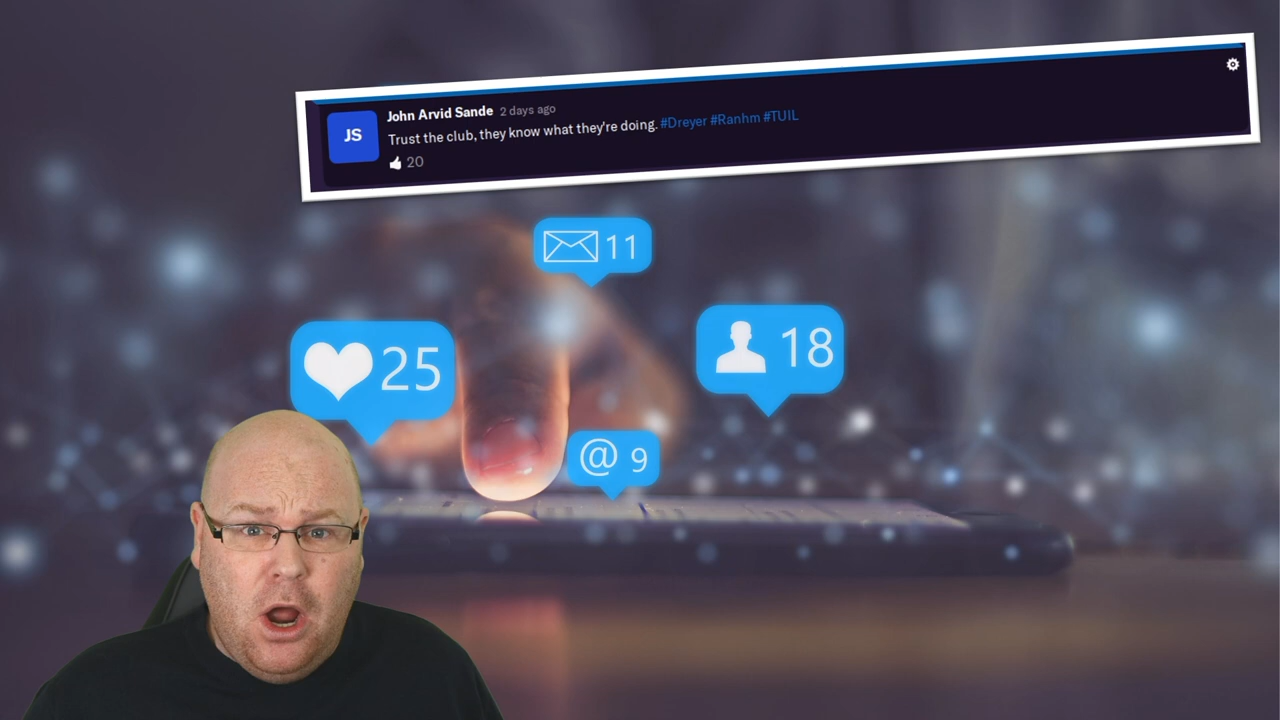 JS
John Arvid Sande 2 days ago
Trust the club, they know what they're doing. #Dreyer #Ranhm #TUIL
20
11
25
18
@ 9